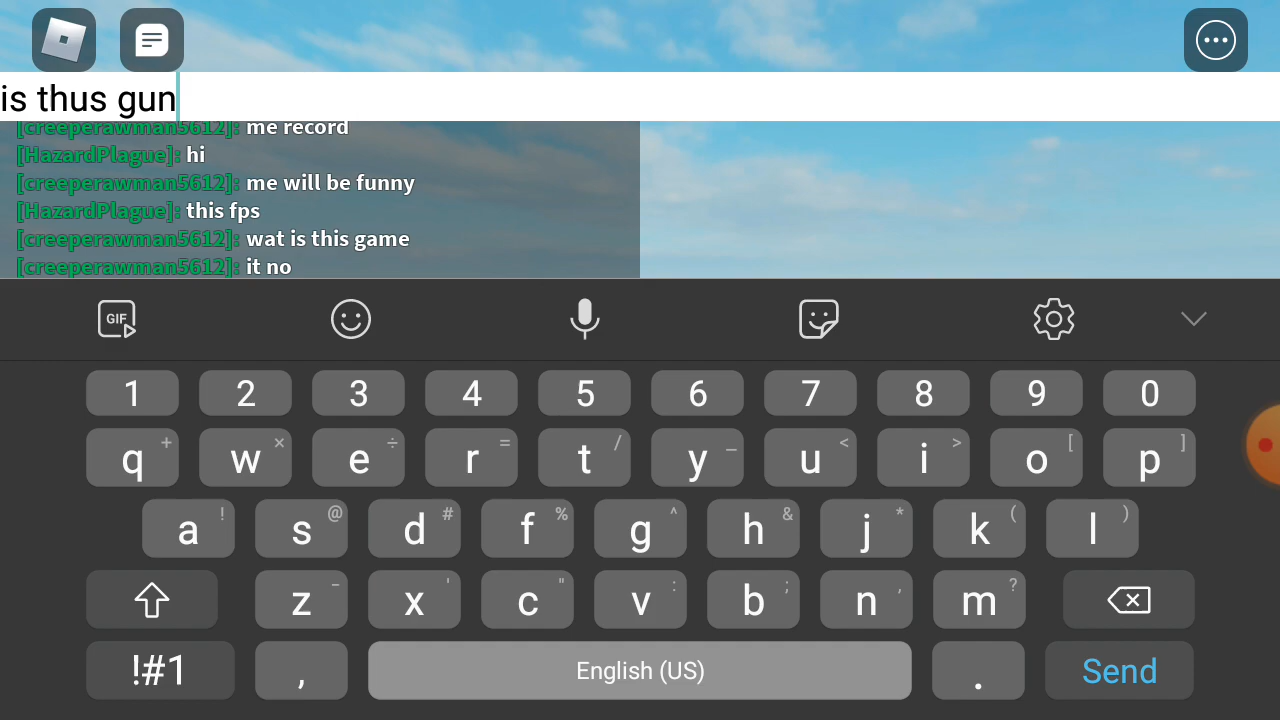 is thus gun
[creeperawman5612]: me record
[HazardPlague]: hi
[creeperawman5612]: me will be funny
[HazardPlague]: this fps
[creeperawman5612]: wat is this game
[creeperawman5612]: it no
GIF
1 2 3 4 5 6 7 8 9 0
q + w × e ÷ r = t / y _ u < i > o [ p ]
a ! s @ d # f % g ^ h & j * k ( l )
z - x ' c " v : b ; n , m ?
!#1 , English (US) . Send